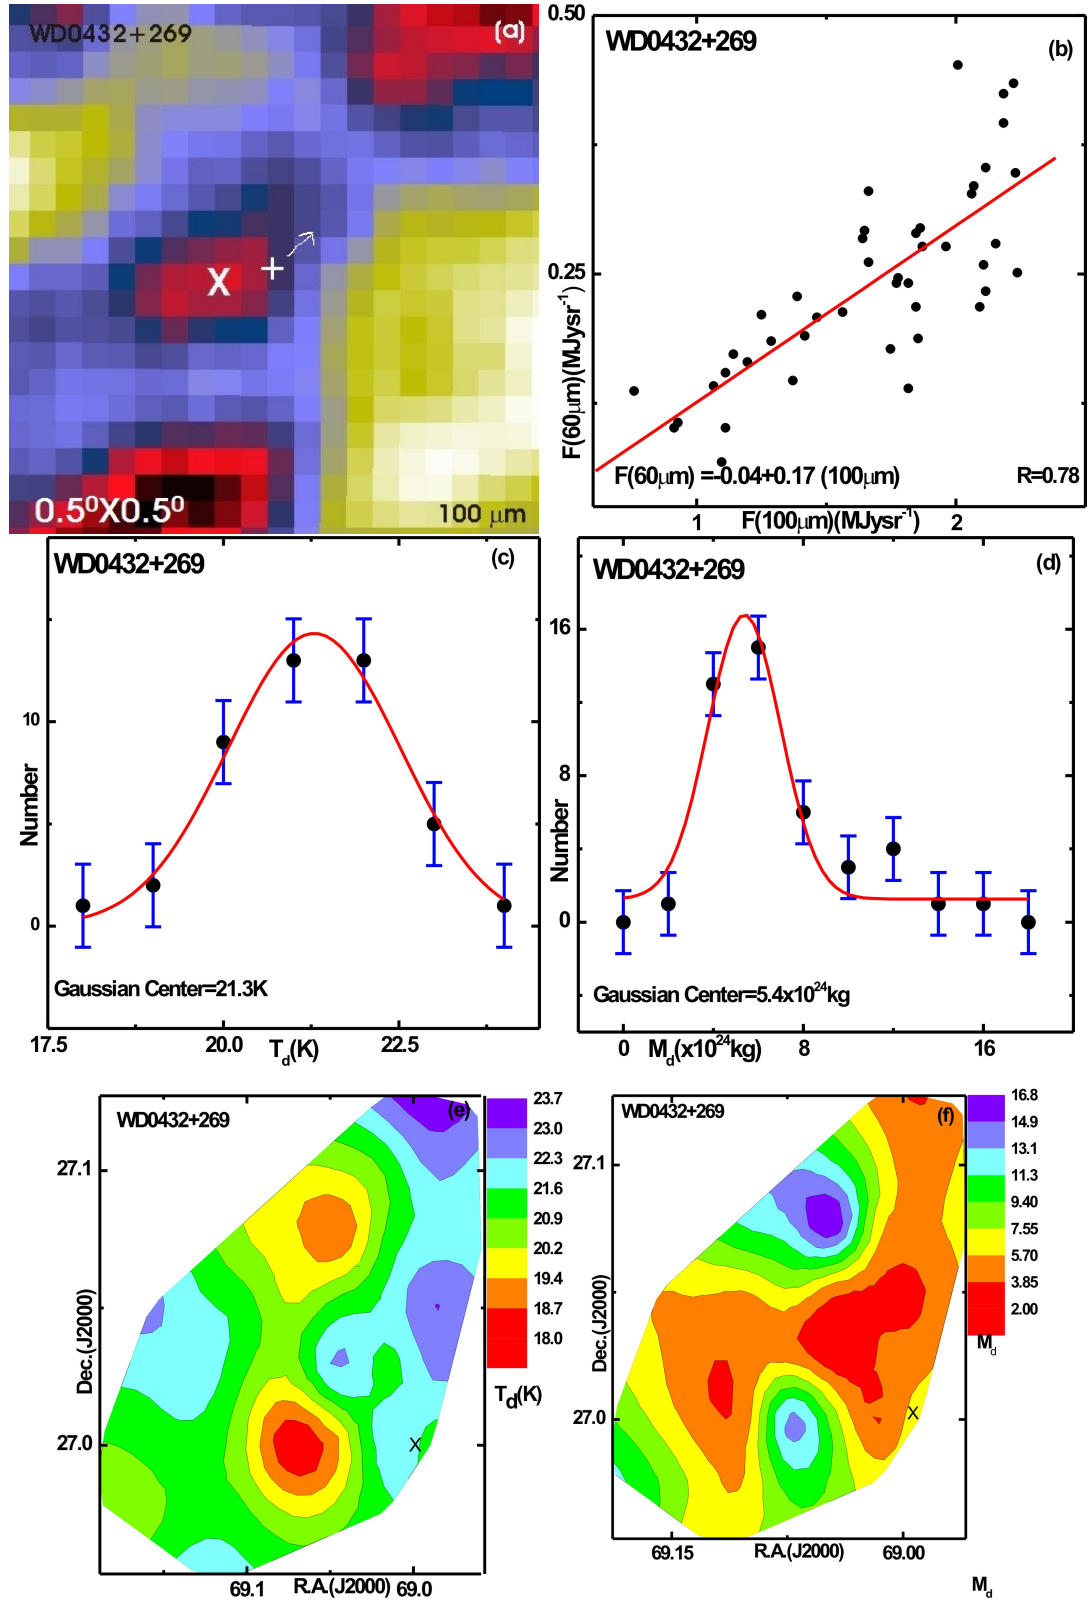 WD0432+269
(a)
X
+
0.5⁰X0.5⁰
100 μm
0.50
WD0432+269
(b)
0.25
F(60μm)(MJysr⁻¹)
F(60μm) =-0.04+0.17 (100μm)
R=0.78
1
F(100μm)(MJysr⁻¹)
2
WD0432+269
(c)
10
Number
0
Gaussian Center=21.3K
17.5
20.0
22.5
T_d(K)
WD0432+269
(d)
16
8
Number
0
Gaussian Center=5.4x10²⁴kg
0
M_d(x10²⁴kg)
8
16
WD0432+269
(e)
23.7
23.0
22.3
21.6
20.9
20.2
19.4
18.7
18.0
T_d(K)
27.1
Dec.(J2000)
27.0
X
69.1
R.A.(J2000)
69.0
WD0432+269
(f)
16.8
14.9
13.1
11.3
9.40
7.55
5.70
3.85
2.00
M_d
27.1
Dec.(J2000)
27.0
X
69.15
R.A.(J2000)
69.00
M_d